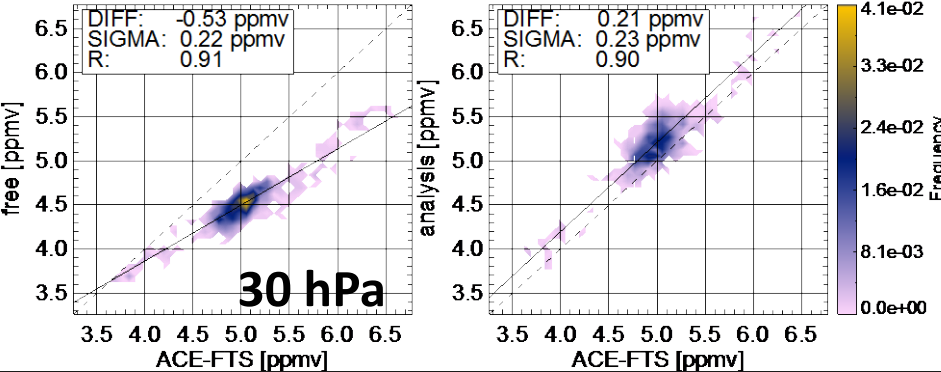 DIFF: -0.53 ppmv
SIGMA: 0.22 ppmv
R: 0.91
6.5
6.0
5.5
5.0
4.5
4.0
3.5
free [ppmv]
30 hPa
3.5 4.0 4.5 5.0 5.5 6.0 6.5
ACE-FTS [ppmv]
DIFF: 0.21 ppmv
SIGMA: 0.23 ppmv
R: 0.90
6.5
6.0
5.5
5.0
4.5
4.0
3.5
analysis [ppmv]
3.5 4.0 4.5 5.0 5.5 6.0 6.5
ACE-FTS [ppmv]
4.1e-02
3.3e-02
2.4e-02
1.6e-02
8.1e-03
0.0e+00
Frequency